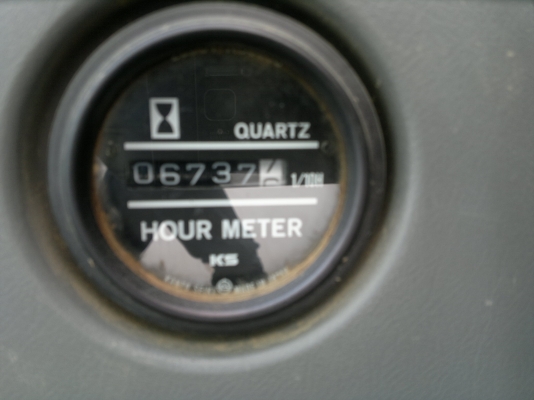 QUARTZ
06737
1/10H
HOUR METER
KS